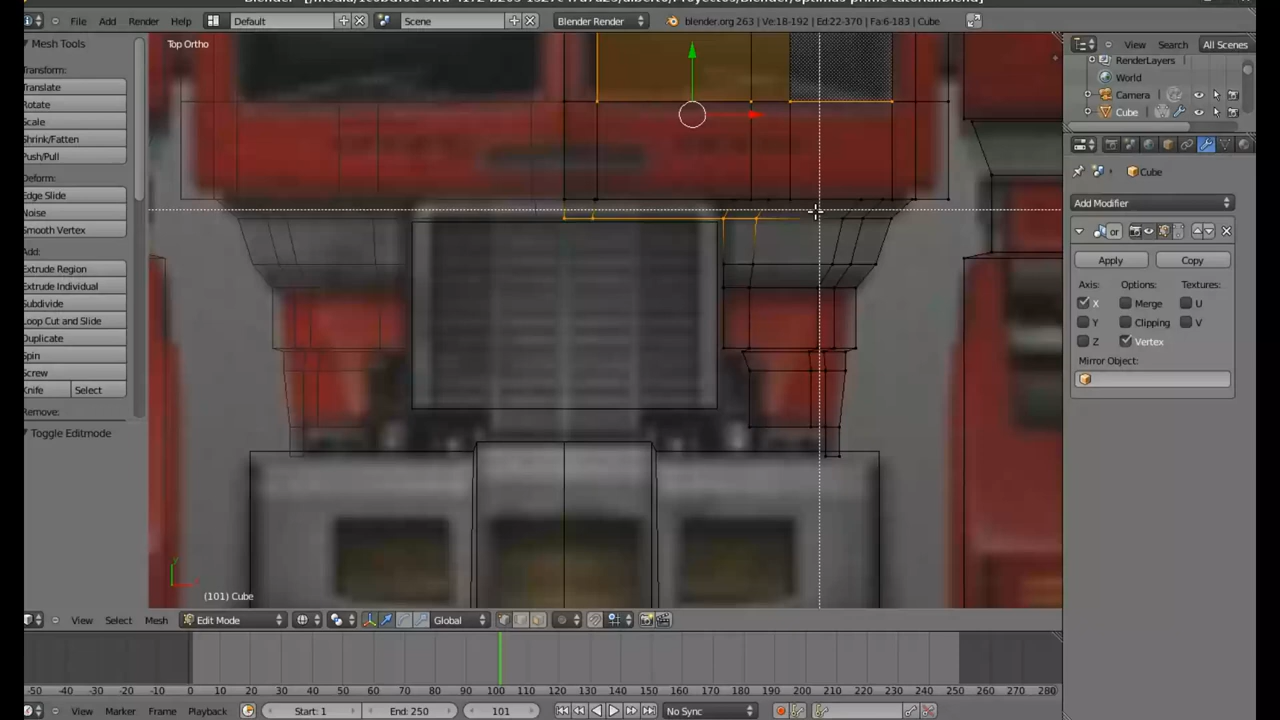 File Add Render Help Default Scene Blender Render blender.org 263 | Ve:18-192 | Ed:22-370 | Fa:6-183 | Cube
Mesh Tools
Transform:
Translate
Rotate
Scale
Shrink/Fatten
Push/Pull
Deform:
Edge Slide
Noise
Smooth Vertex
Add:
Extrude Region
Extrude Individual
Subdivide
Loop Cut and Slide
Duplicate
Spin
Screw
Knife Select
Remove:
Toggle Editmode
Top Ortho
(101) Cube
View Search All Scenes
RenderLayers
World
Camera
Cube
Cube
Add Modifier
or
Apply Copy
Axis: Options: Textures:
X Merge U
Y Clipping V
Z Vertex
Mirror Object:
View Select Mesh Edit Mode Global
-50 -40 -30 -20 -10 0 10 20 30 40 50 60 70 80 90 100 110 120 130 140 150 160 170 180 190 200 210 220 230 240 250 260 270 280
View Marker Frame Playback Start: 1 End: 250 101 No Sync